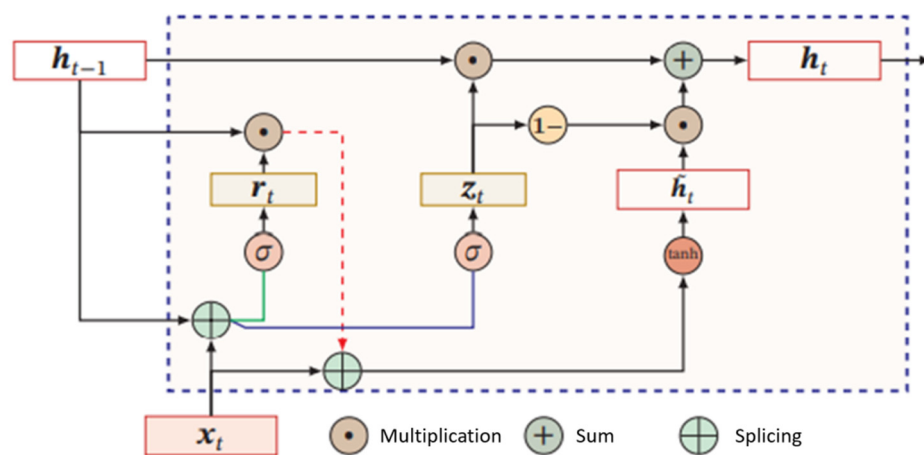 h_{t−1}
h_t
1−
r_t
z_t
h̃_t
σ
σ
tanh
x_t
Multiplication
Sum
Splicing